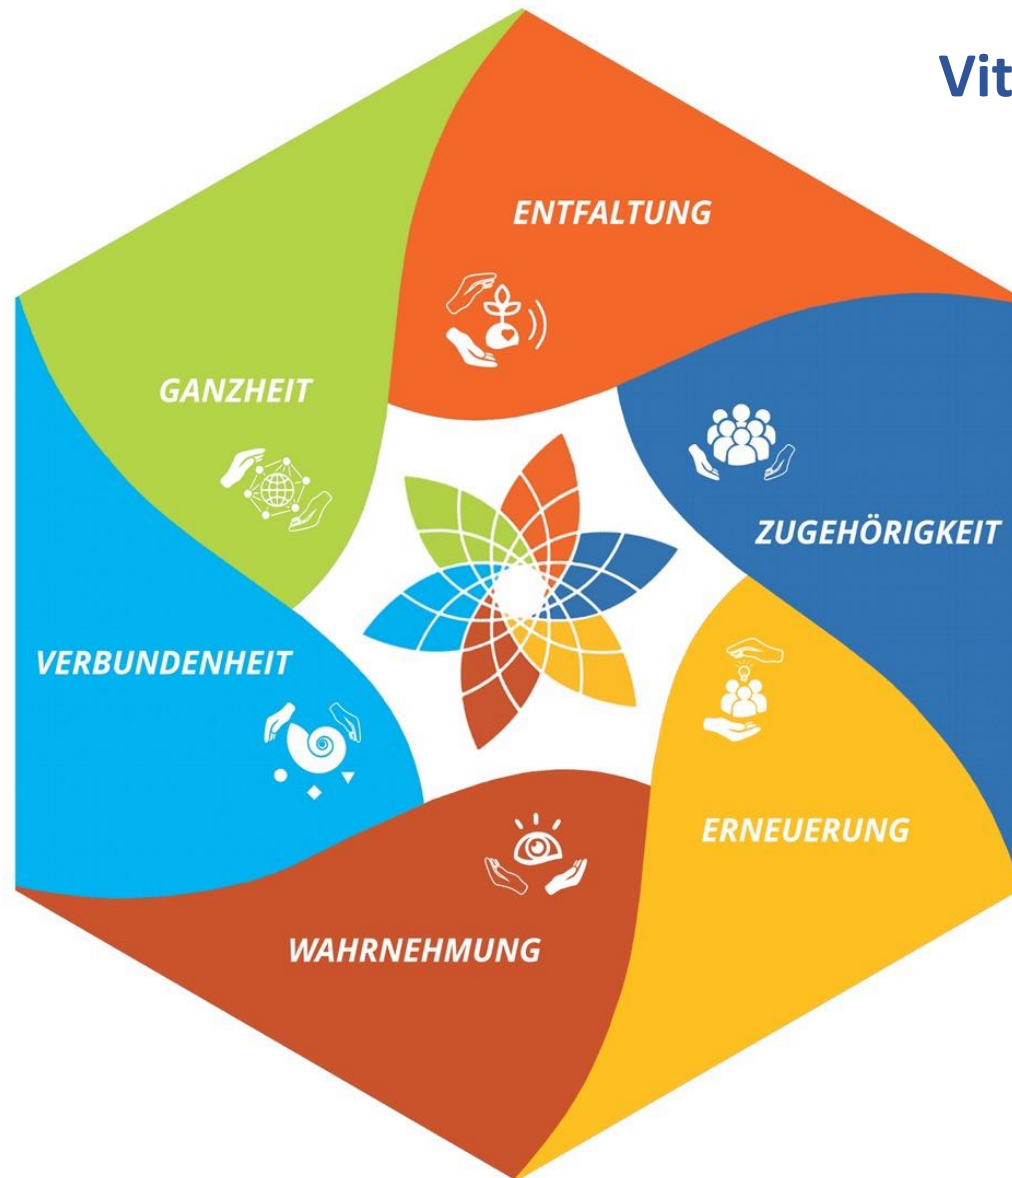 Vit
ENTFALTUNG
GANZHEIT
ZUGEHÖRIGKEIT
VERBUNDENHEIT
ERNEUERUNG
WAHRNEHMUNG